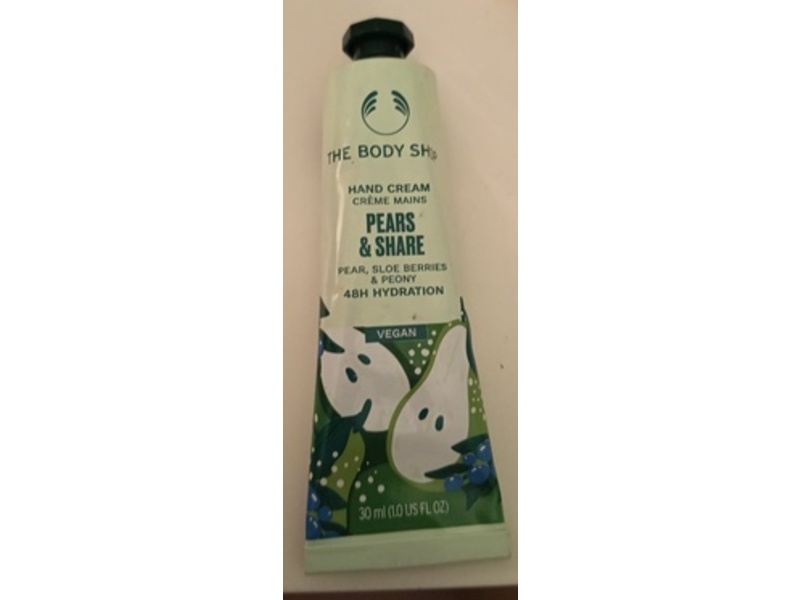 THE BODY SHOP
HAND CREAM
CRÈME MAINS
PEARS
& SHARE
PEAR, SLOE BERRIES
& PEONY
48H HYDRATION
VEGAN
30 ml (1.0 US FL OZ)